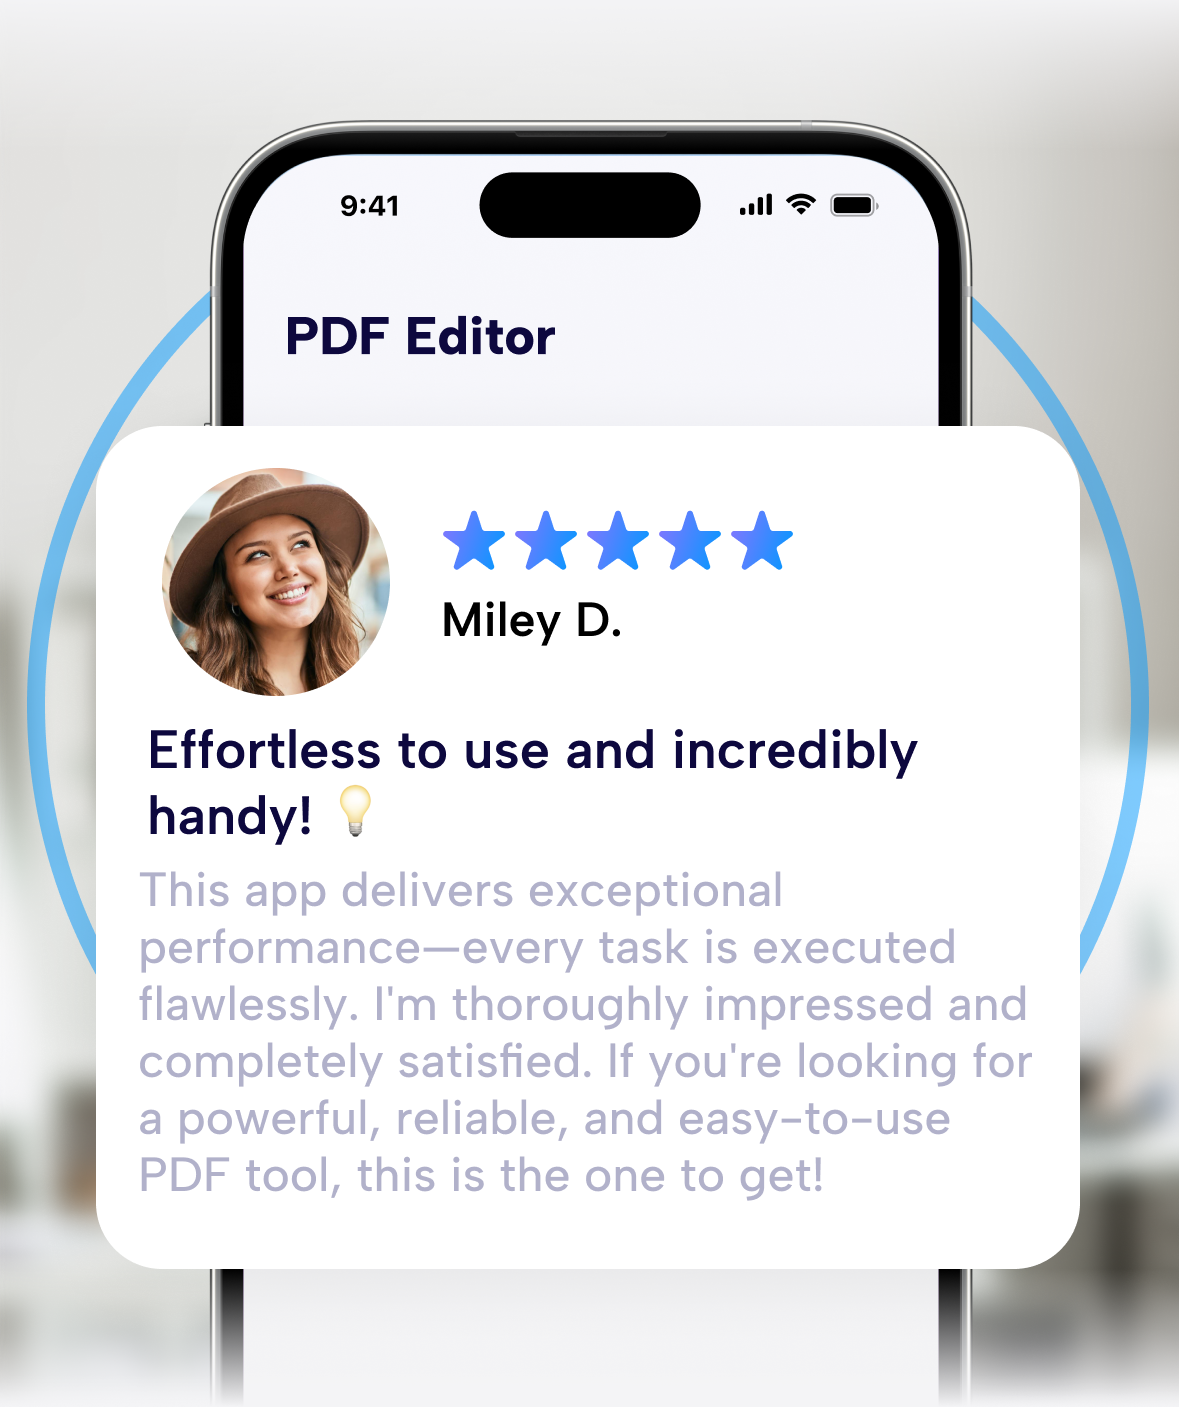 9:41
PDF Editor
Miley D.
Effortless to use and incredibly
handy! 💡
This app delivers exceptional
performance—every task is executed
flawlessly. I'm thoroughly impressed and
completely satisfied. If you're looking for
a powerful, reliable, and easy-to-use
PDF tool, this is the one to get!